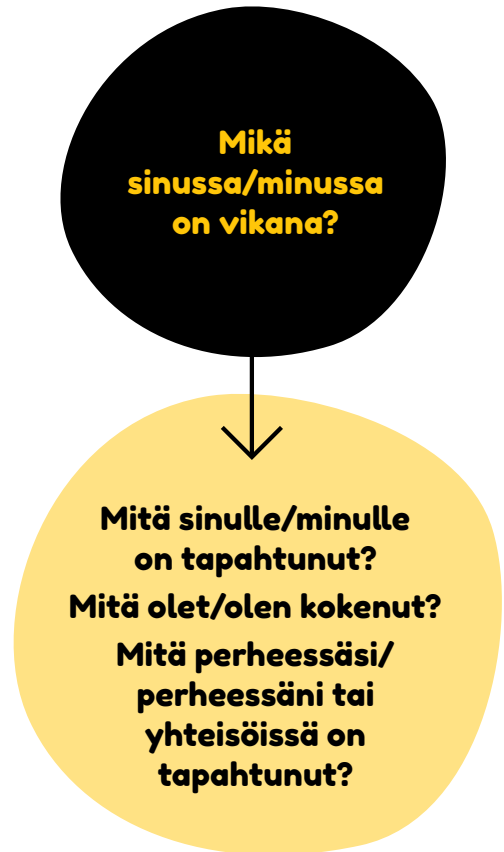 Mikä
sinussa/minussa
on vikana?
Mitä sinulle/minulle
on tapahtunut?
Mitä olet/olen kokenut?
Mitä perheessäsi/
perheessäni tai
yhteisöissä on
tapahtunut?